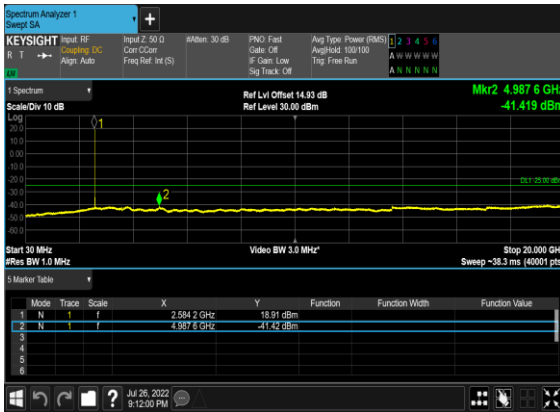 Spectrum Analyzer 1
Swept SA
+
KEYSIGHT Input: RF Input Z: 50 Ω #Atten: 30 dB PNO: Fast Avg Type: Power (RMS) 1 2 3 4 5 6
R T Coupling: DC Corr CCorr Gate: Off Avg|Hold: 100/100 A W W W W W
Align: Auto Freq Ref: Int (S) IF Gain: Low Trig: Free Run
LW Sig Track: Off A N N N N N
1 Spectrum Ref Lvl Offset 14.93 dB Mkr2 4.987 6 GHz
Scale/Div 10 dB Ref Level 30.00 dBm -41.419 dBm
Log
20.0
10.0
0.00
-10.0
-20.0
-30.0
-40.0
-50.0
-60.0
1
2
DL1 -25.00 dBm
Start 30 MHz Video BW 3.0 MHz* Stop 20.000 GHz
#Res BW 1.0 MHz Sweep ~38.3 ms (40001 pts)
5 Marker Table
Mode Trace Scale X Y Function Function Width Function Value
1 N 1 f 2.584 2 GHz 18.91 dBm
2 N 1 f 4.987 6 GHz -41.42 dBm
3
4
5
6
? Jul 26, 2022
9:12:00 PM